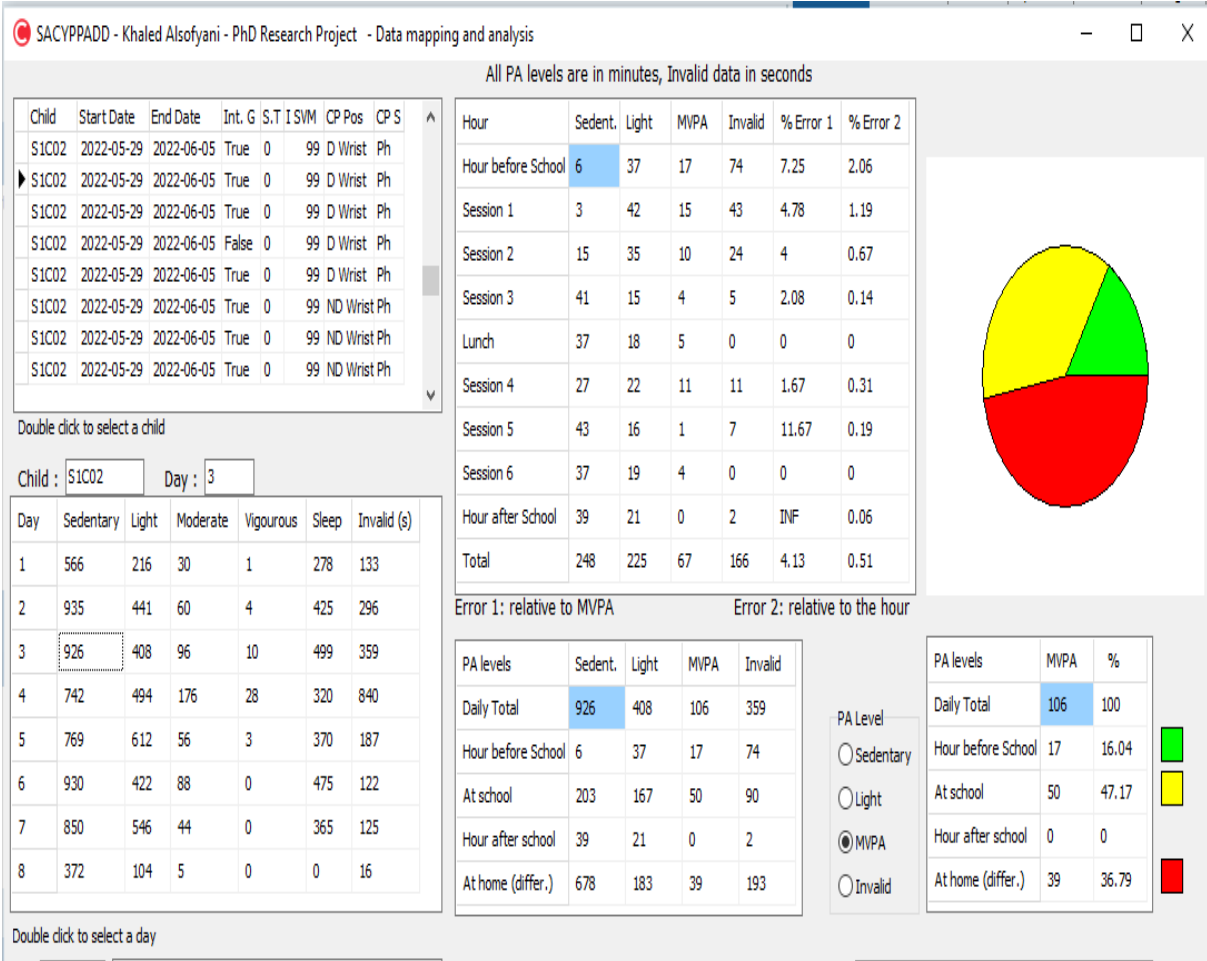 SACYPPADD - Khaled Alsofyani - PhD Research Project - Data mapping and analysis
All PA levels are in minutes, Invalid data in seconds
Child Start Date End Date Int. G S.T I SVM CP Pos CP S
S1C02 2022-05-29 2022-06-05 True 0 99 D Wrist Ph
S1C02 2022-05-29 2022-06-05 True 0 99 D Wrist Ph
S1C02 2022-05-29 2022-06-05 True 0 99 D Wrist Ph
S1C02 2022-05-29 2022-06-05 False 0 99 D Wrist Ph
S1C02 2022-05-29 2022-06-05 True 0 99 D Wrist Ph
S1C02 2022-05-29 2022-06-05 True 0 99 ND Wrist Ph
S1C02 2022-05-29 2022-06-05 True 0 99 ND Wrist Ph
S1C02 2022-05-29 2022-06-05 True 0 99 ND Wrist Ph
Double click to select a child
Child : S1C02 Day : 3
Day Sedentary Light Moderate Vigourous Sleep Invalid (s)
1 566 216 30 1 278 133
2 935 441 60 4 425 296
3 926 408 96 10 499 359
4 742 494 176 28 320 840
5 769 612 56 3 370 187
6 930 422 88 0 475 122
7 850 546 44 0 365 125
8 372 104 5 0 0 16
Double click to select a day
Hour Sedent. Light MVPA Invalid % Error 1 % Error 2
Hour before School 6 37 17 74 7.25 2.06
Session 1 3 42 15 43 4.78 1.19
Session 2 15 35 10 24 4 0.67
Session 3 41 15 4 5 2.08 0.14
Lunch 37 18 5 0 0 0
Session 4 27 22 11 11 1.67 0.31
Session 5 43 16 1 7 11.67 0.19
Session 6 37 19 4 0 0 0
Hour after School 39 21 0 2 INF 0.06
Total 248 225 67 166 4.13 0.51
Error 1: relative to MVPA Error 2: relative to the hour
PA levels Sedent. Light MVPA Invalid
Daily Total 926 408 106 359
Hour before School 6 37 17 74
At school 203 167 50 90
Hour after school 39 21 0 2
At home (differ.) 678 183 39 193
PA Level
Sedentary
Light
MVPA
Invalid
PA levels MVPA %
Daily Total 106 100
Hour before School 17 16.04
At school 50 47.17
Hour after school 0 0
At home (differ.) 39 36.79